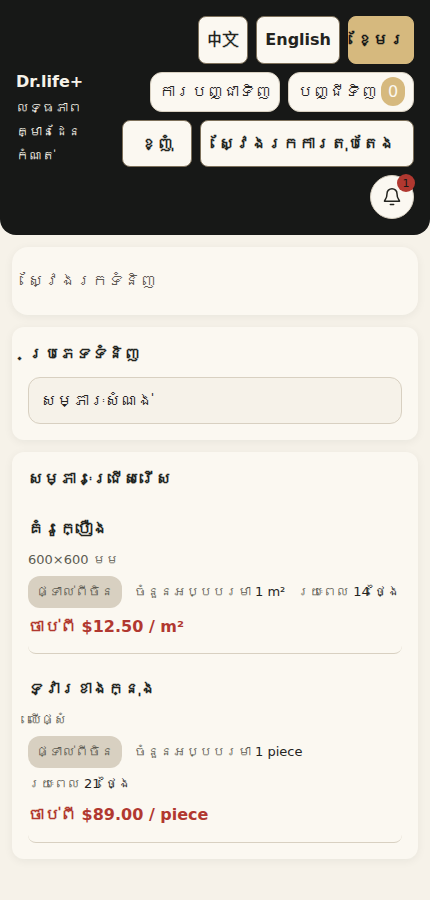 中文
English
ខ្មែរ
Dr.life+
លទ្ធភាព
គ្មានដែន
កំណត់
ការបញ្ជាទិញ
បញ្ជីទិញ 0
ខ្ញុំ
ស្វែងរកការតុបតែង
1
ស្វែងរកទំនិញ
ប្រភេទទំនិញ
សម្ភារៈសំណង់
សម្ភារៈជ្រើសរើស
គំរូក្បឿង
600×600 មម
ផ្ទាល់ពីចិន ចំនួនអប្បបរមា 1 m² រយៈពេល 14 ថ្ងៃ
ចាប់ពី $12.50 / m²
ទ្វារខាងក្នុង
ឈើផ្សំ
ផ្ទាល់ពីចិន ចំនួនអប្បបរមា 1 piece
រយៈពេល 21 ថ្ងៃ
ចាប់ពី $89.00 / piece